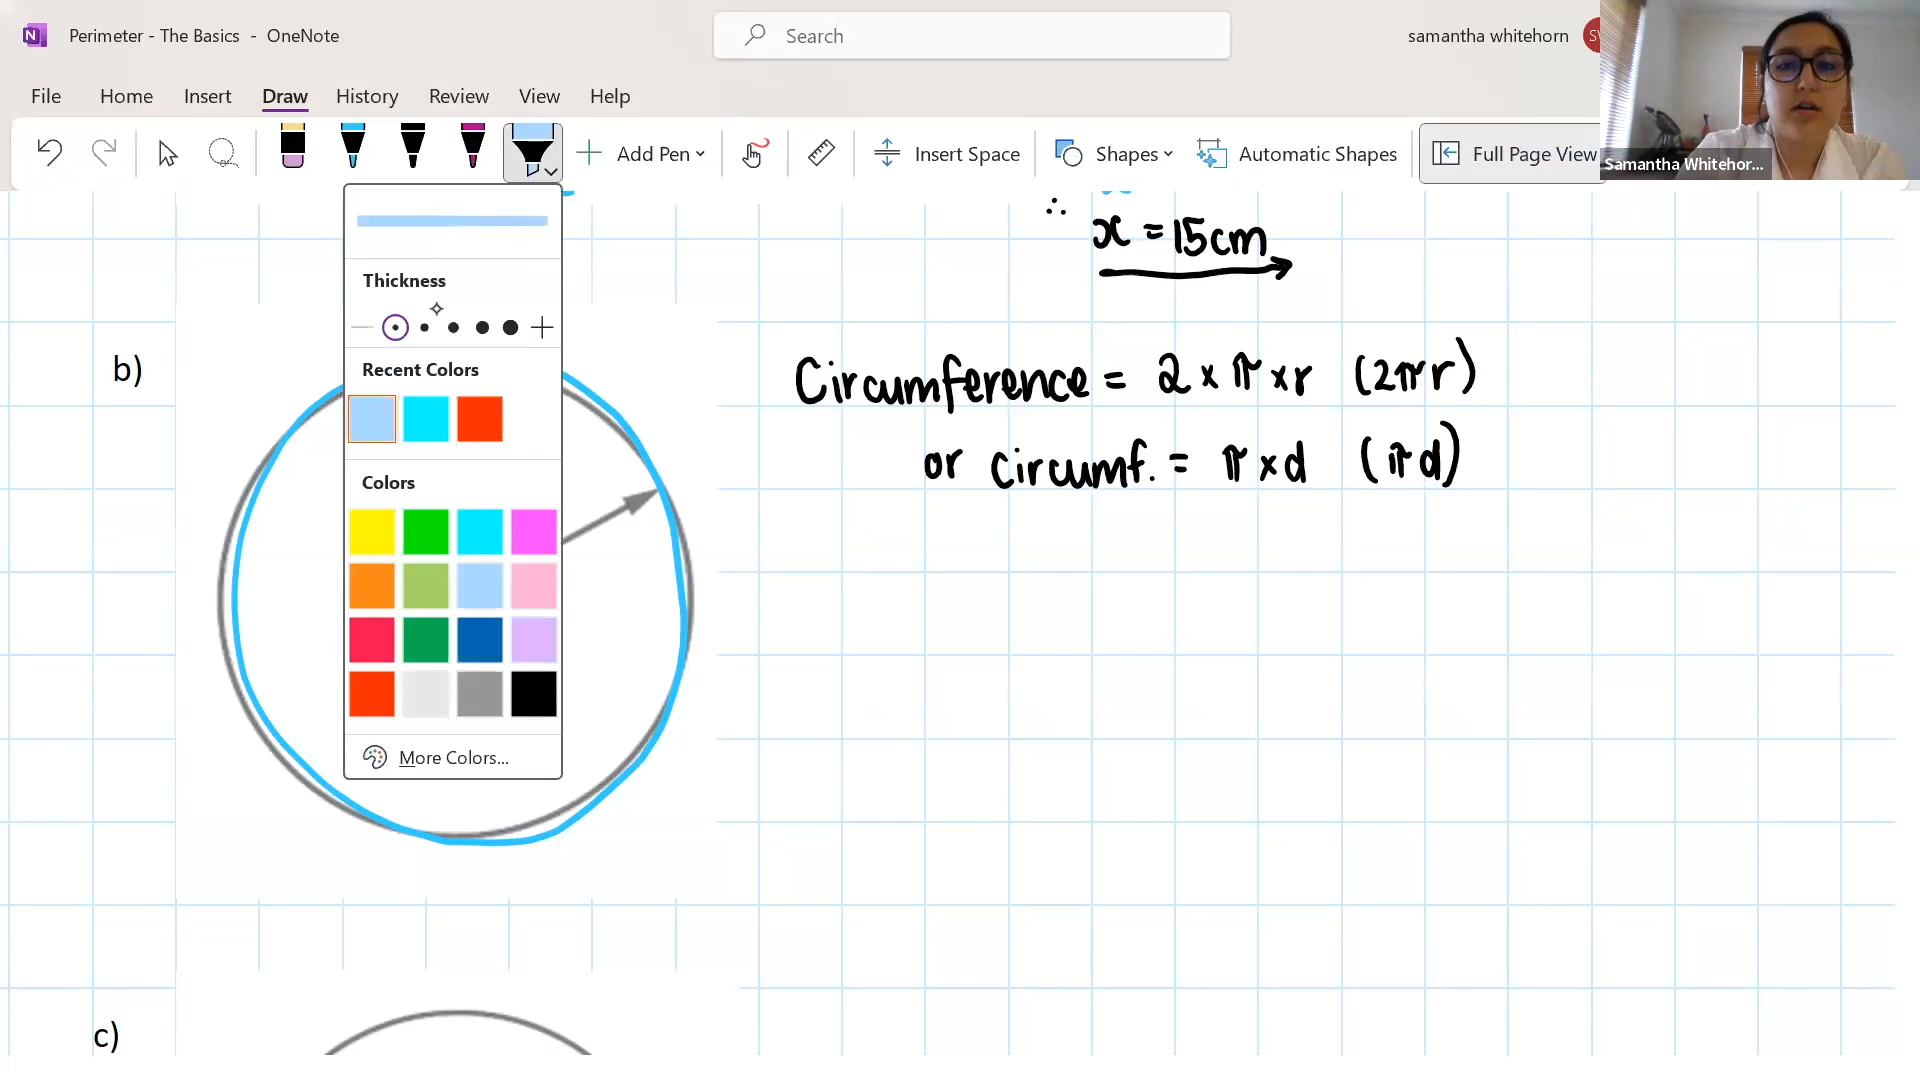 Perimeter - The Basics - OneNote
Search
samantha whitehorn
File Home Insert Draw History Review View Help
Add Pen
Insert Space
Shapes
Automatic Shapes
Full Page View
Samantha Whitehor...
∴
x = 15cm
Thickness
Recent Colors
Colors
More Colors...
b)
Circumference = 2 × π × r (2πr)
or circumf. = π × d (πd)
c)